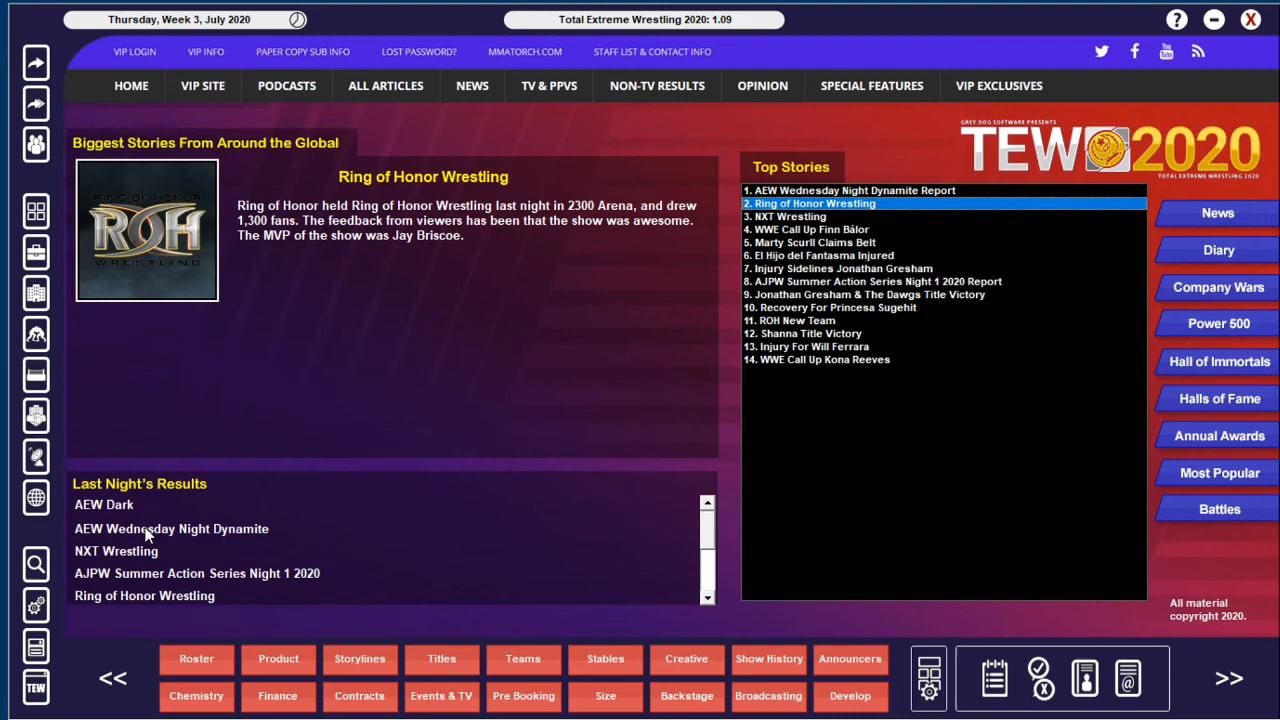 Thursday, Week 3, July 2020
Total Extreme Wrestling 2020: 1.09
?
X
VIP LOGIN
VIP INFO
PAPER COPY SUB INFO
LOST PASSWORD?
MMATORCH.COM
STAFF LIST & CONTACT INFO
You Tube
HOME
VIP SITE
PODCASTS
ALL ARTICLES
NEWS
TV & PPVS
NON-TV RESULTS
OPINION
SPECIAL FEATURES
VIP EXCLUSIVES
GREY DOG SOFTWARE PRESENTS
TEW 2020
TOTAL EXTREME WRESTLING 2020
Biggest Stories From Around the Global
RING OF HONOR
ROH
WRESTLING
Ring of Honor Wrestling
Ring of Honor held Ring of Honor Wrestling last night in 2300 Arena, and drew
1,300 fans. The feedback from viewers has been that the show was awesome.
The MVP of the show was Jay Briscoe.
Top Stories
1. AEW Wednesday Night Dynamite Report
2. Ring of Honor Wrestling
3. NXT Wrestling
4. WWE Call Up Finn Bálor
5. Marty Scurll Claims Belt
6. El Hijo del Fantasma Injured
7. Injury Sidelines Jonathan Gresham
8. AJPW Summer Action Series Night 1 2020 Report
9. Jonathan Gresham & The Dawgs Title Victory
10. Recovery For Princesa Sugehit
11. ROH New Team
12. Shanna Title Victory
13. Injury For Will Ferrara
14. WWE Call Up Kona Reeves
News
Diary
Company Wars
Power 500
Hall of Immortals
Halls of Fame
Annual Awards
Most Popular
Battles
Last Night's Results
AEW Dark
AEW Wednesday Night Dynamite
NXT Wrestling
AJPW Summer Action Series Night 1 2020
Ring of Honor Wrestling
All material
copyright 2020.
TEW
<<
Roster
Product
Storylines
Titles
Teams
Stables
Creative
Show History
Announcers
Chemistry
Finance
Contracts
Events & TV
Pre Booking
Size
Backstage
Broadcasting
Develop
@
>>